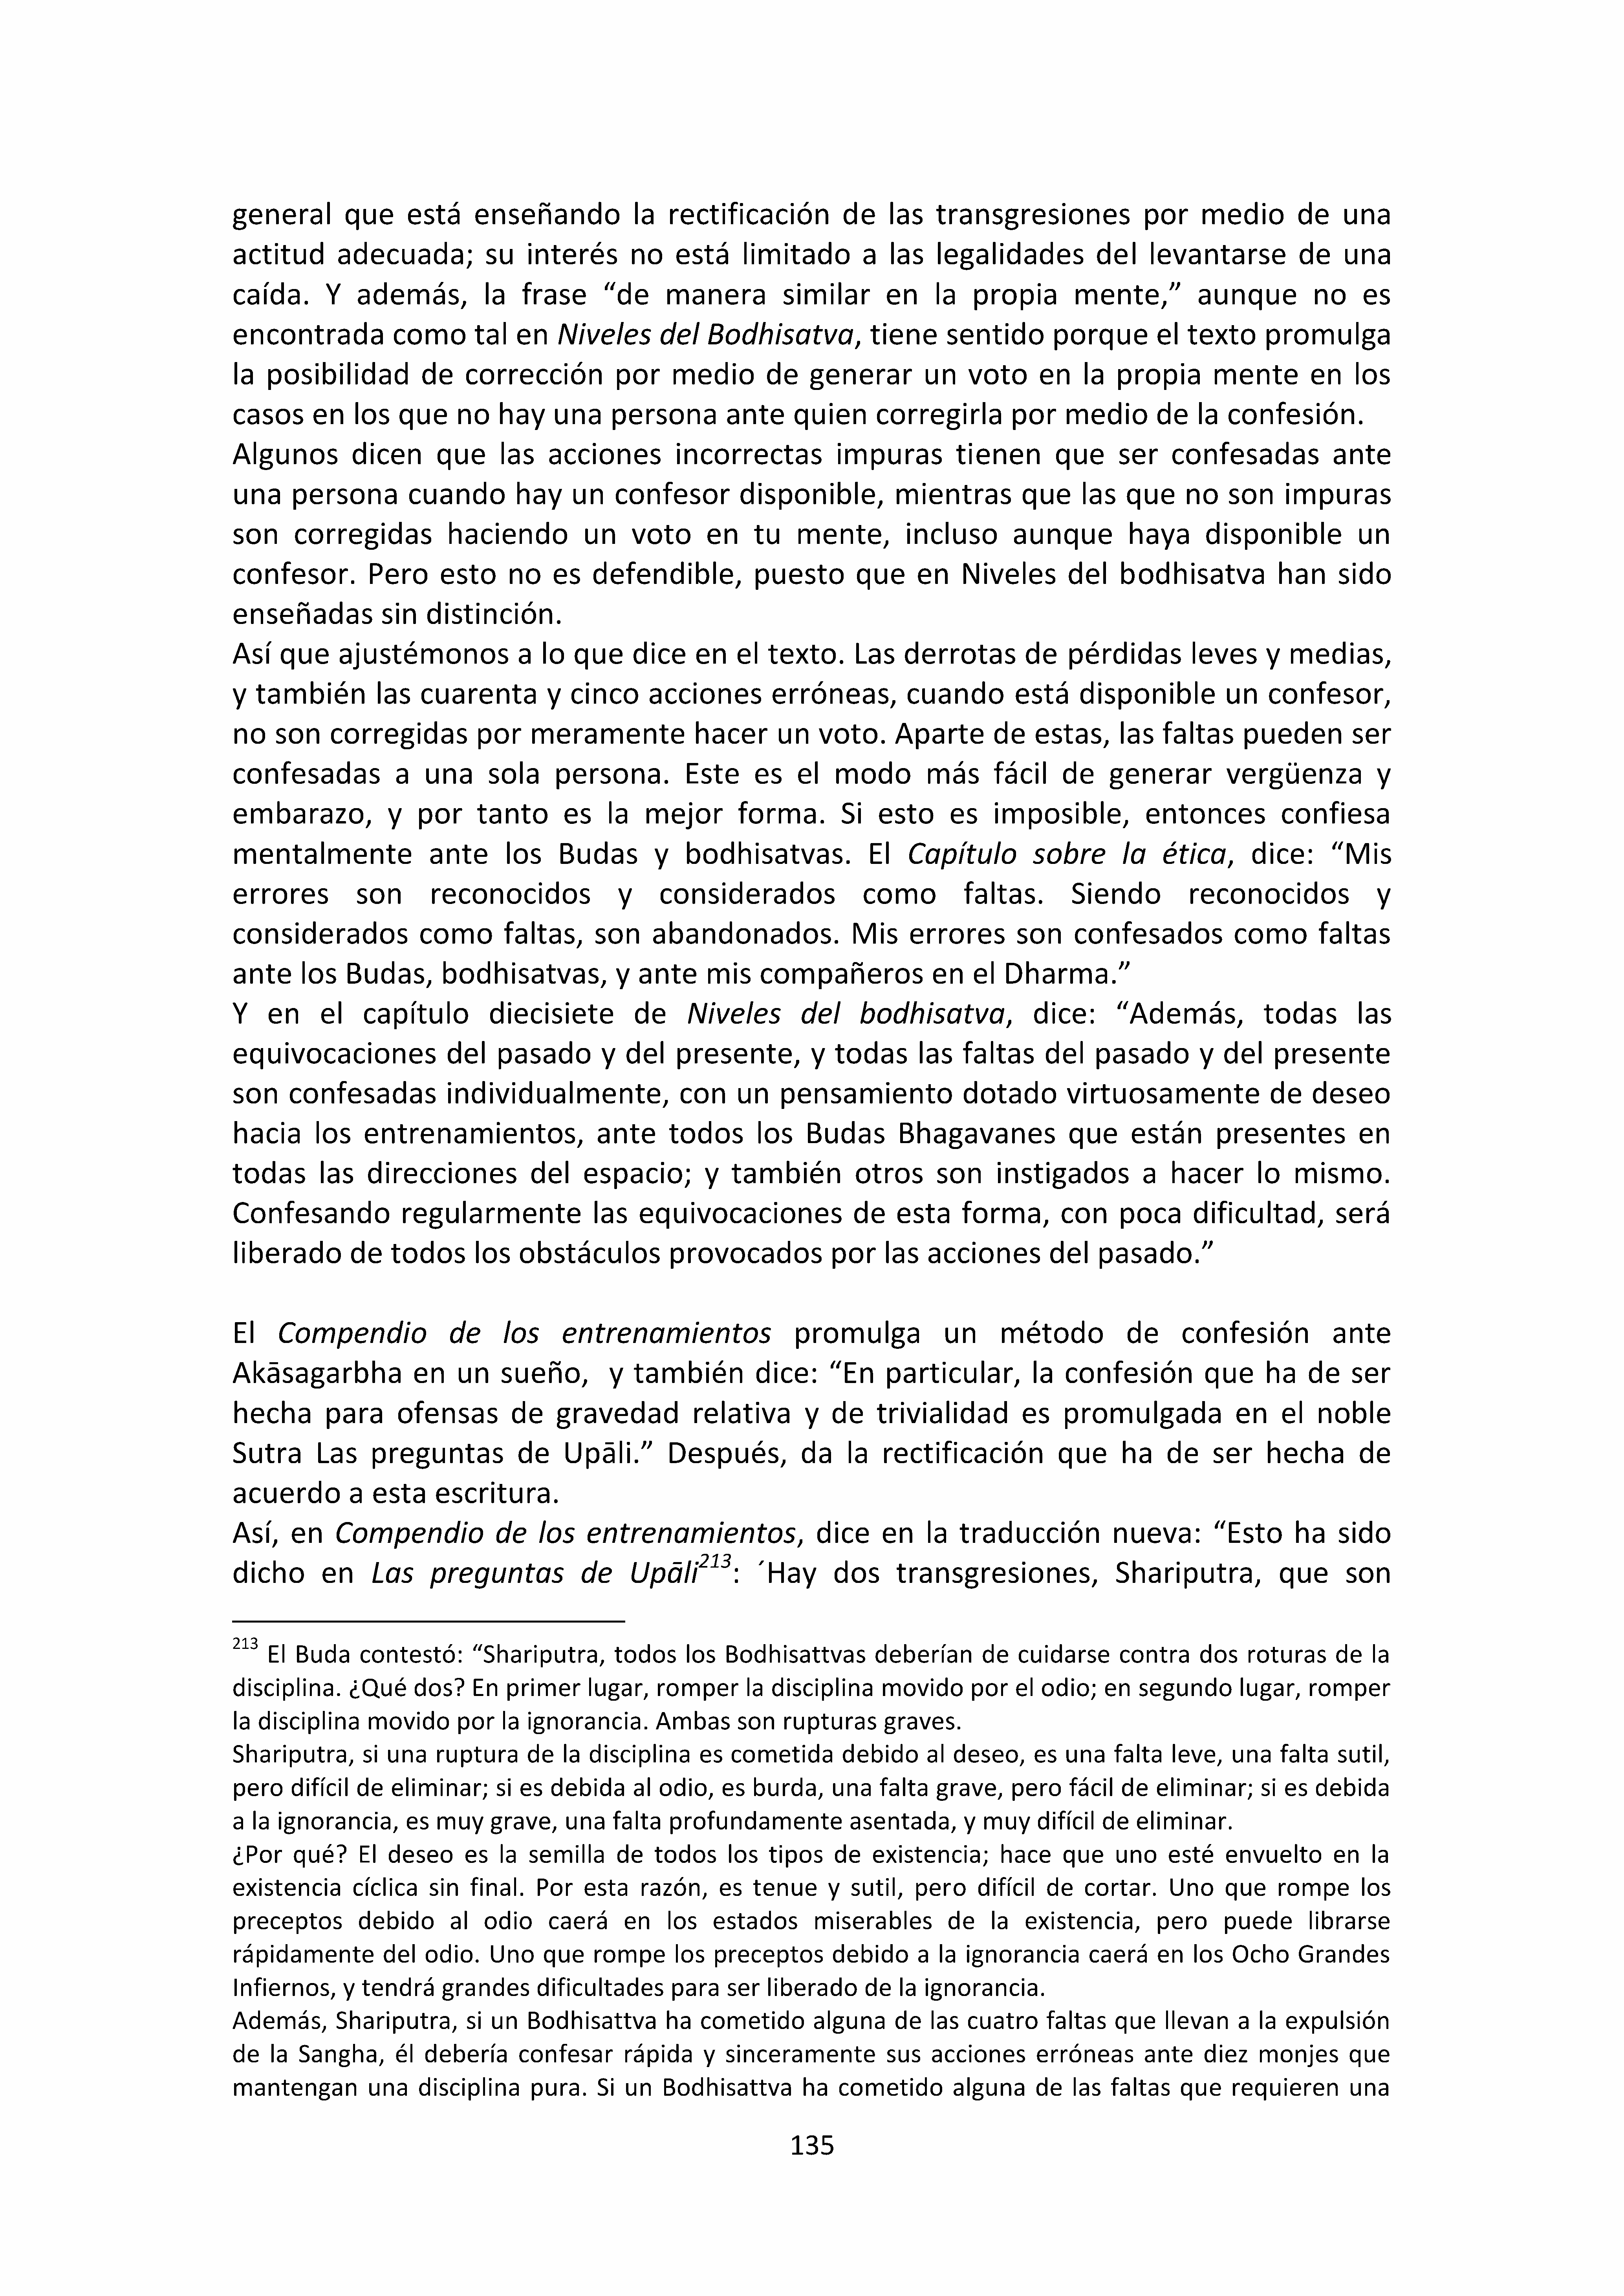 general que está enseñando la rectificación de las transgresiones por medio de una
actitud adecuada; su interés no está limitado a las legalidades del levantarse de una
caída. Y además, la frase “de manera similar en la propia mente,” aunque no es
encontrada como tal en Niveles del Bodhisatva, tiene sentido porque el texto promulga
la posibilidad de corrección por medio de generar un voto en la propia mente en los
casos en los que no hay una persona ante quien corregirla por medio de la confesión.
Algunos dicen que las acciones incorrectas impuras tienen que ser confesadas ante
una persona cuando hay un confesor disponible, mientras que las que no son impuras
son corregidas haciendo un voto en tu mente, incluso aunque haya disponible un
confesor. Pero esto no es defendible, puesto que en Niveles del bodhisatva han sido
enseñadas sin distinción.
Así que ajustémonos a lo que dice en el texto. Las derrotas de pérdidas leves y medias,
y también las cuarenta y cinco acciones erróneas, cuando está disponible un confesor,
no son corregidas por meramente hacer un voto. Aparte de estas, las faltas pueden ser
confesadas a una sola persona. Este es el modo más fácil de generar vergüenza y
embarazo, y por tanto es la mejor forma. Si esto es imposible, entonces confiesa
mentalmente ante los Budas y bodhisatvas. El Capítulo sobre la ética, dice: “Mis
errores son reconocidos y considerados como faltas. Siendo reconocidos y
considerados como faltas, son abandonados. Mis errores son confesados como faltas
ante los Budas, bodhisatvas, y ante mis compañeros en el Dharma.”
Y en el capítulo diecisiete de Niveles del bodhisatva, dice: “Además, todas las
equivocaciones del pasado y del presente, y todas las faltas del pasado y del presente
son confesadas individualmente, con un pensamiento dotado virtuosamente de deseo
hacia los entrenamientos, ante todos los Budas Bhagavanes que están presentes en
todas las direcciones del espacio; y también otros son instigados a hacer lo mismo.
Confesando regularmente las equivocaciones de esta forma, con poca dificultad, será
liberado de todos los obstáculos provocados por las acciones del pasado.”
El Compendio de los entrenamientos promulga un método de confesión ante
Akāsagarbha en un sueño, y también dice: “En particular, la confesión que ha de ser
hecha para ofensas de gravedad relativa y de trivialidad es promulgada en el noble
Sutra Las preguntas de Upāli.” Después, da la rectificación que ha de ser hecha de
acuerdo a esta escritura.
Así, en Compendio de los entrenamientos, dice en la traducción nueva: “Esto ha sido
dicho en Las preguntas de Upāli213: ´Hay dos transgresiones, Shariputra, que son
213 El Buda contestó: “Shariputra, todos los Bodhisattvas deberían de cuidarse contra dos roturas de la
disciplina. ¿Qué dos? En primer lugar, romper la disciplina movido por el odio; en segundo lugar, romper
la disciplina movido por la ignorancia. Ambas son rupturas graves.
Shariputra, si una ruptura de la disciplina es cometida debido al deseo, es una falta leve, una falta sutil,
pero difícil de eliminar; si es debida al odio, es burda, una falta grave, pero fácil de eliminar; si es debida
a la ignorancia, es muy grave, una falta profundamente asentada, y muy difícil de eliminar.
¿Por qué? El deseo es la semilla de todos los tipos de existencia; hace que uno esté envuelto en la
existencia cíclica sin final. Por esta razón, es tenue y sutil, pero difícil de cortar. Uno que rompe los
preceptos debido al odio caerá en los estados miserables de la existencia, pero puede librarse
rápidamente del odio. Uno que rompe los preceptos debido a la ignorancia caerá en los Ocho Grandes
Infiernos, y tendrá grandes dificultades para ser liberado de la ignorancia.
Además, Shariputra, si un Bodhisattva ha cometido alguna de las cuatro faltas que llevan a la expulsión
de la Sangha, él debería confesar rápida y sinceramente sus acciones erróneas ante diez monjes que
mantengan una disciplina pura. Si un Bodhisattva ha cometido alguna de las faltas que requieren una
135